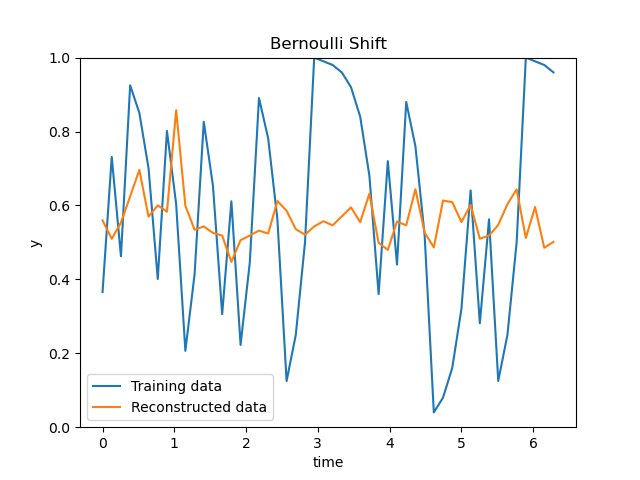 Bernoulli Shift
1.0
0.8
0.6
0.4
0.2
0.0
y
Training data
Reconstructed data
0 1 2 3 4 5 6
time